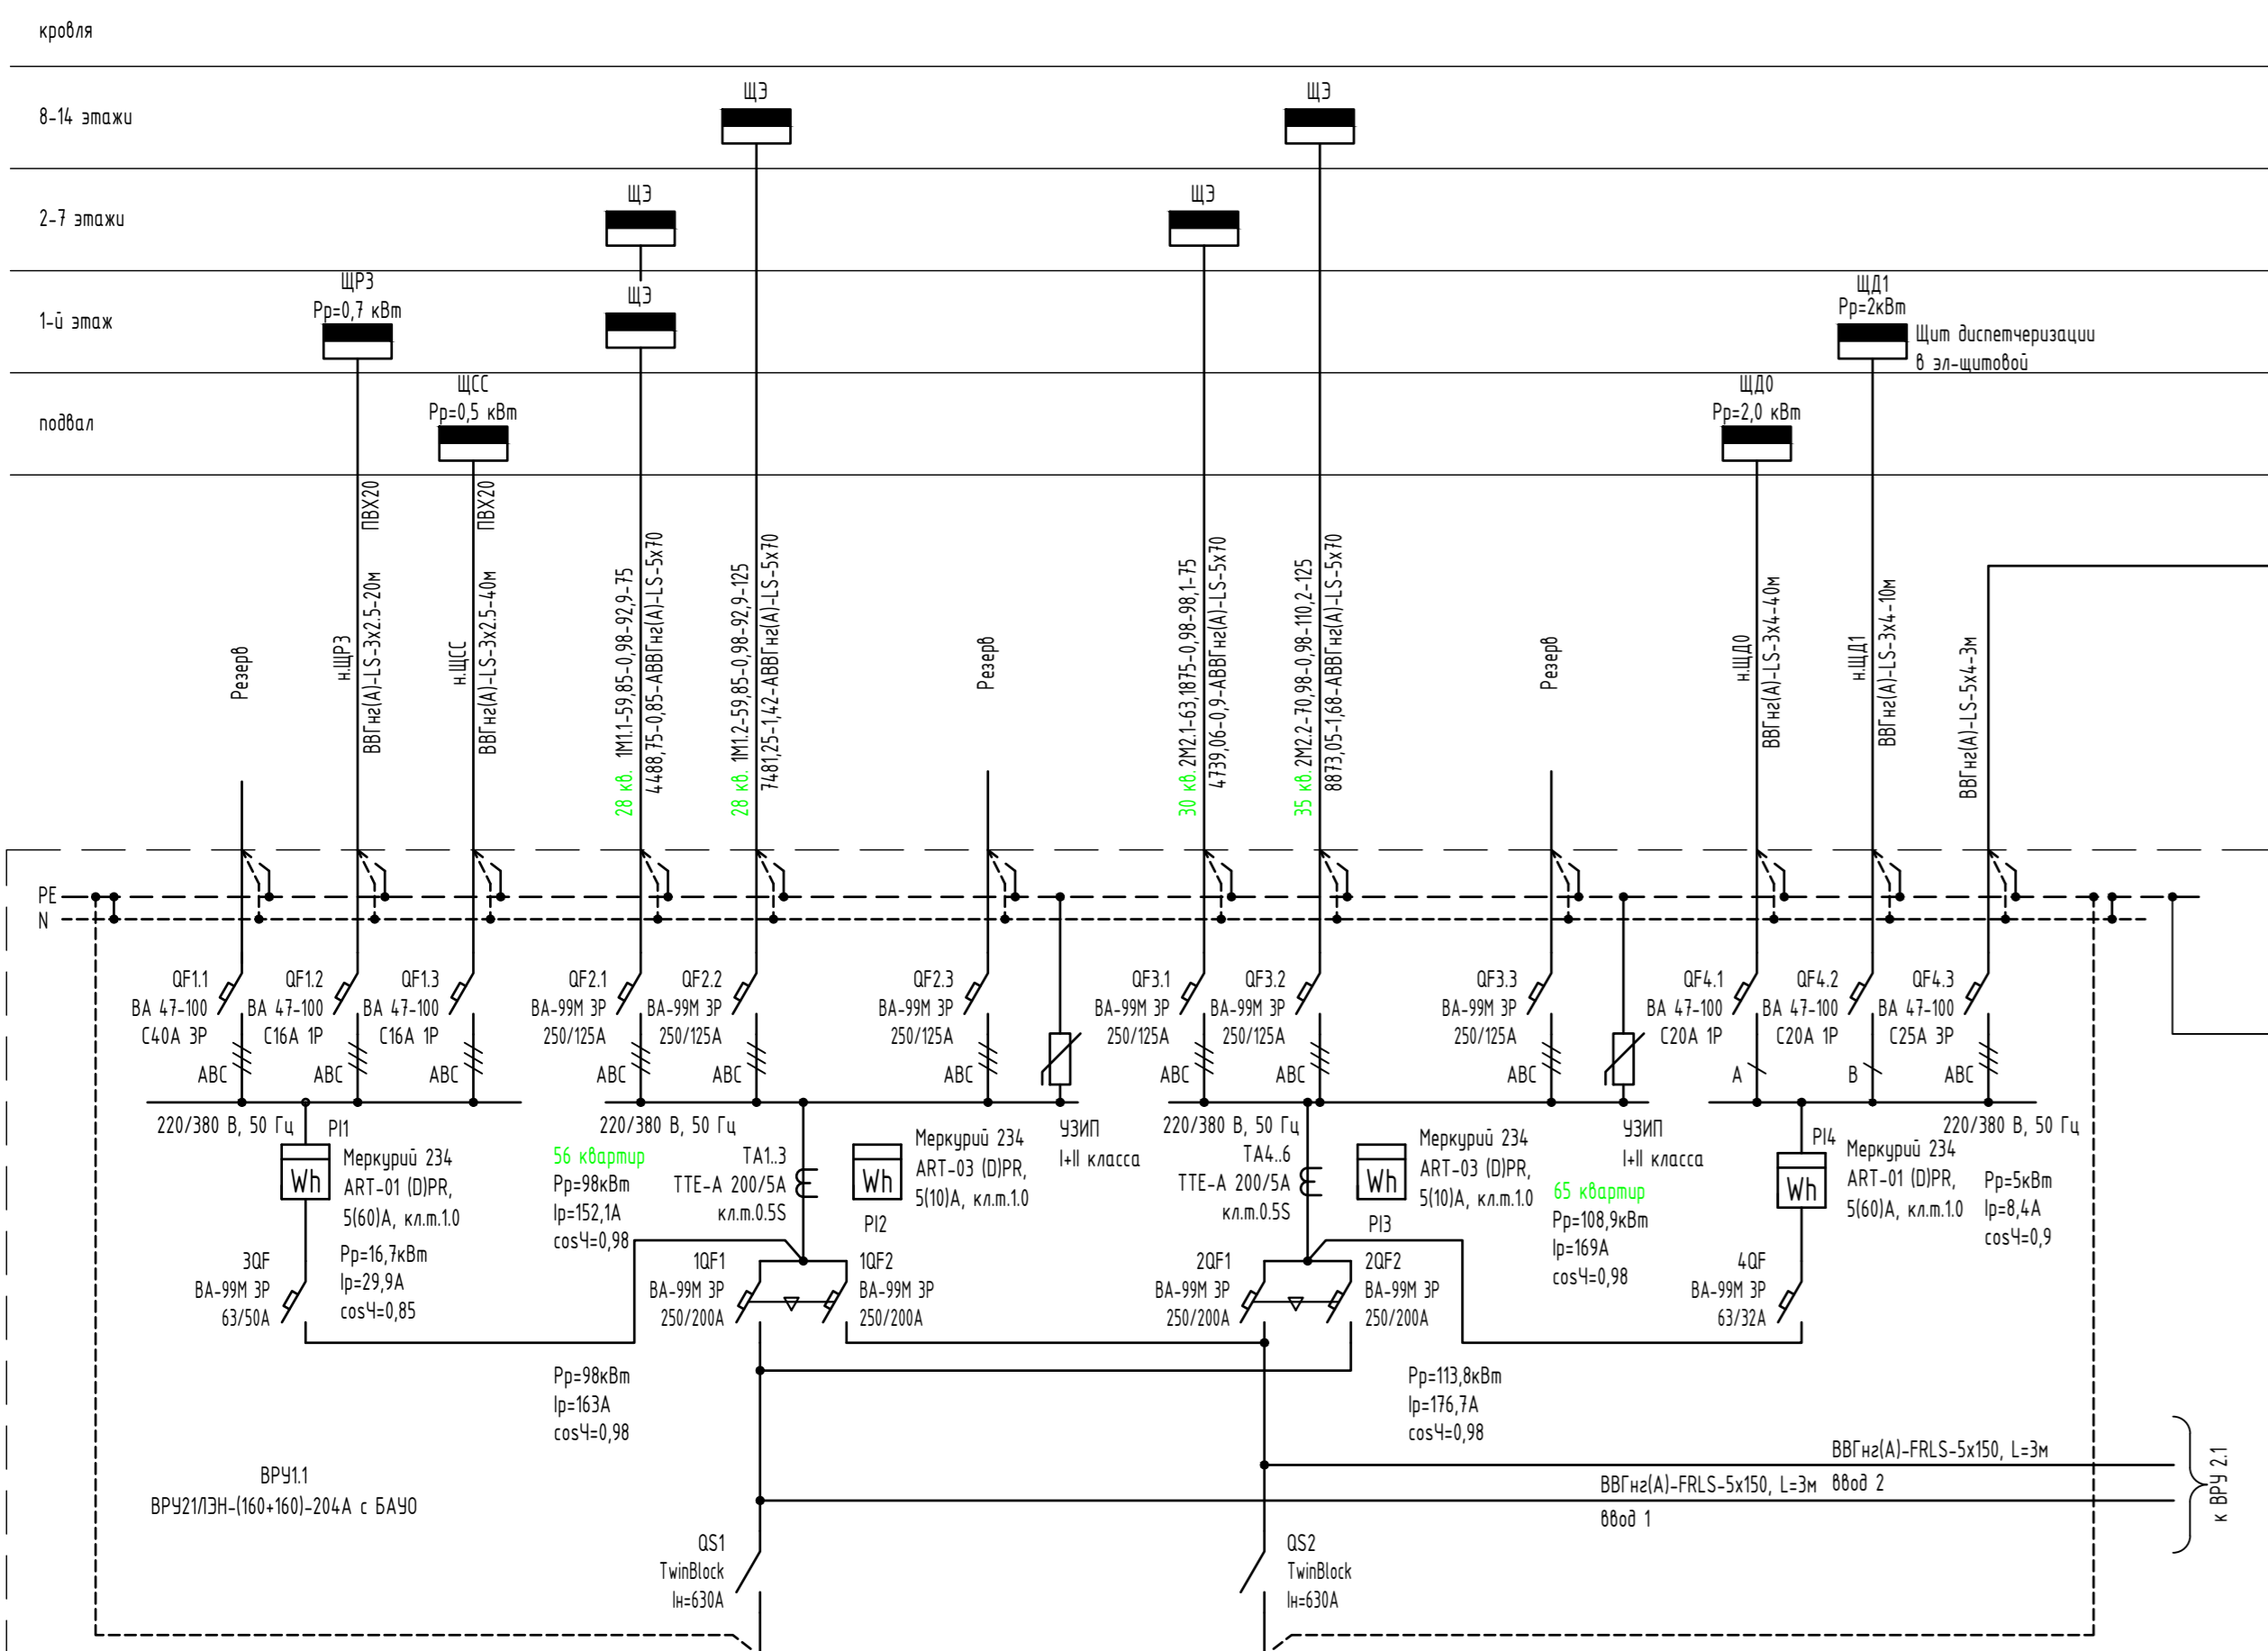 кровля
8-14 этажи
ЩЭ
ЩЭ
2-7 этажи
ЩЭ
ЩЭ
1-й этаж
ЩР3
Рр=0,7 кВт
ЩЭ
ЩД1
Рр=2кВт
Щит диспетчеризации
в эл-щитовой
подвал
ЩСС
Рр=0,5 кВт
ЩД0
Рр=2,0 кВт
Резерв
н.ЩР3
ВВГнг(А)-LS-3х2.5-20м
ПВХ20
н.ЩСС
ВВГнг(А)-LS-3х2.5-40м
ПВХ20
28 кв. 1М1.1-59,85-0,98-92,9-75
4488,75-0,85-АВВГнг(А)-LS-5х70
28 кв. 1М1.2-59,85-0,98-92,9-125
7481,25-1,42-АВВГнг(А)-LS-5х70
Резерв
30 кв. 2М2.1-63,1875-0,98-98,1-75
4739,06-0,9-АВВГнг(А)-LS-5х70
35 кв. 2М2.2-70,98-0,98-110,2-125
8873,05-1,68-АВВГнг(А)-LS-5х70
Резерв
н.ЩД0
ВВГнг(А)-LS-3х4-40м
н.ЩД1
ВВГнг(А)-LS-3х4-10м
ВВГнг(А)-LS-5х4-3м
PE
N
QF1.1
ВА 47-100
С40А 3Р
АВС
QF1.2
ВА 47-100
С16А 1Р
АВС
QF1.3
ВА 47-100
С16А 1Р
АВС
QF2.1
ВА-99М 3Р
250/125А
АВС
QF2.2
ВА-99М 3Р
250/125А
АВС
QF2.3
ВА-99М 3Р
250/125А
АВС
QF3.1
ВА-99М 3Р
250/125А
АВС
QF3.2
ВА-99М 3Р
250/125А
АВС
QF3.3
ВА-99М 3Р
250/125А
АВС
QF4.1
ВА 47-100
С20А 1Р
А
QF4.2
ВА 47-100
С20А 1Р
В
QF4.3
ВА 47-100
С25А 3Р
АВС
220/380 В, 50 Гц
PI1
Wh
Меркурий 234
ART-01 (D)PR,
5(60)А, кл.т.1.0
Рр=16,7кВт
Iр=29,9А
cosЧ=0,85
3QF
ВА-99М 3Р
63/50А
220/380 В, 50 Гц
56 квартир
Рр=98кВт
Iр=152,1А
cosЧ=0,98
ТА1..3
ТТЕ-А 200/5А
кл.т.0.5S
Wh
PI2
Меркурий 234
ART-03 (D)PR,
5(10)А, кл.т.1.0
УЗИП
I+II класса
1QF1
ВА-99М 3Р
250/200А
1QF2
ВА-99М 3Р
250/200А
220/380 В, 50 Гц
ТА4..6
ТТЕ-А 200/5А
кл.т.0.5S
Wh
PI3
Меркурий 234
ART-03 (D)PR,
5(10)А, кл.т.1.0
УЗИП
I+II класса
65 квартир
Рр=108,9кВт
Iр=169А
cosЧ=0,98
2QF1
ВА-99М 3Р
250/200А
2QF2
ВА-99М 3Р
250/200А
220/380 В, 50 Гц
PI4
Wh
Меркурий 234
ART-01 (D)PR,
5(60)А, кл.т.1.0
Рр=5кВт
Iр=8,4А
cosЧ=0,9
4QF
ВА-99М 3Р
63/32А
Рр=98кВт
Iр=163А
cosЧ=0,98
Рр=113,8кВт
Iр=176,7А
cosЧ=0,98
ВРУ1.1
ВРУ21ЛЭН-(160+160)-204А с БАУО
ВВГнг(А)-FRLS-5х150, L=3м
ввод 2
ВВГнг(А)-FRLS-5х150, L=3м
ввод 1
к ВРУ 2.1
QS1
TwinBlock
Iн=630А
QS2
TwinBlock
Iн=630А